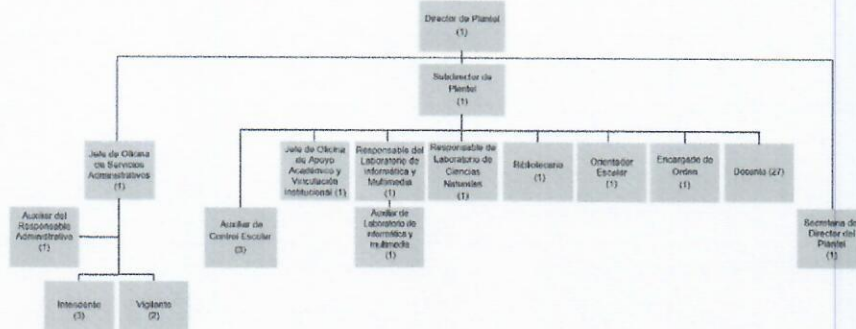 Director de Plantel
(1)
Subdirector de
Plantel
(1)
Jefe de Oficina
de Servicios
Administrativos
(1)
Jefe de Oficina
de Apoyo
Académico y
Vinculación
Institucional (1)
Responsable del
Laboratorio de
Informática y
Multimedia
(1)
Responsable de
Laboratorio de
Ciencias
Naturales
(1)
Bibliotecario
(1)
Orientador
Escolar
(1)
Encargado de
Orden
(1)
Docente (27)
Auxiliar del
Responsable
Administrativo
(1)
Auxiliar de
Control Escolar
(3)
Auxiliar de
Laboratorio de
informática y
multimedia
(1)
Secretaria de
Director del
Plantel
(1)
Intendente
(3)
Vigilante
(2)